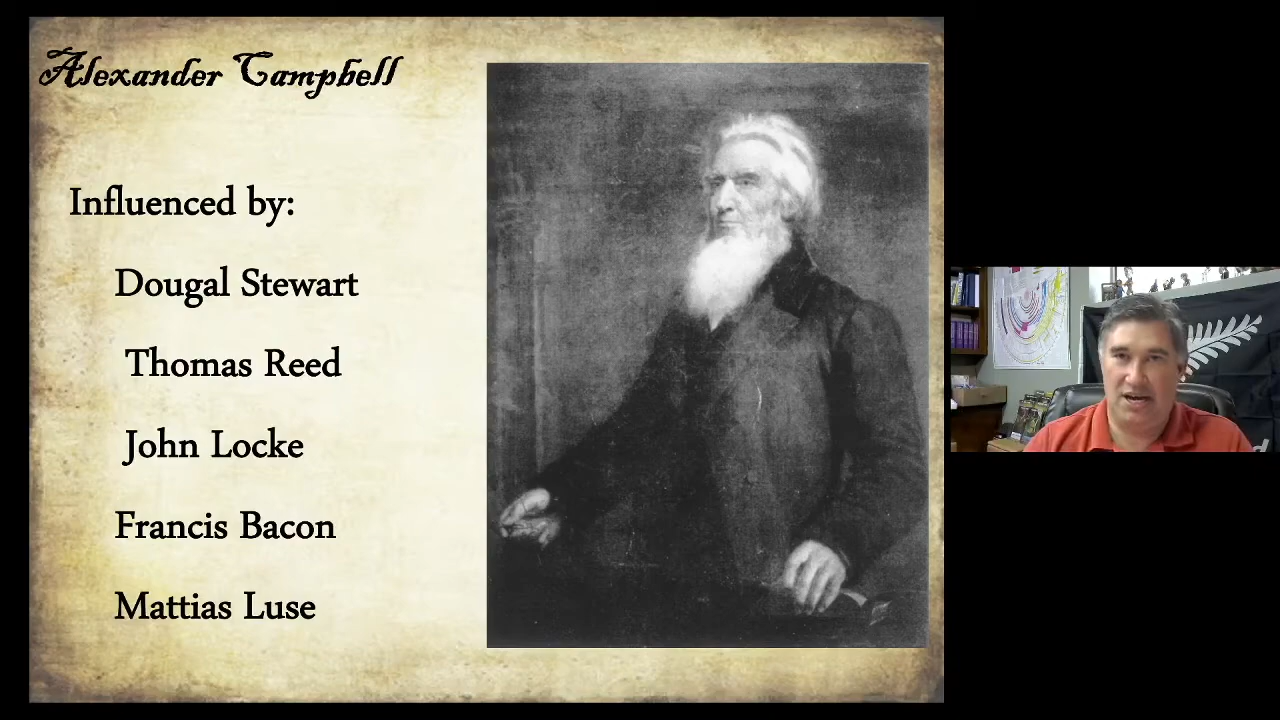 Alexander Campbell
Influenced by:
Dougal Stewart
Thomas Reed
John Locke
Francis Bacon
Mattias Luse